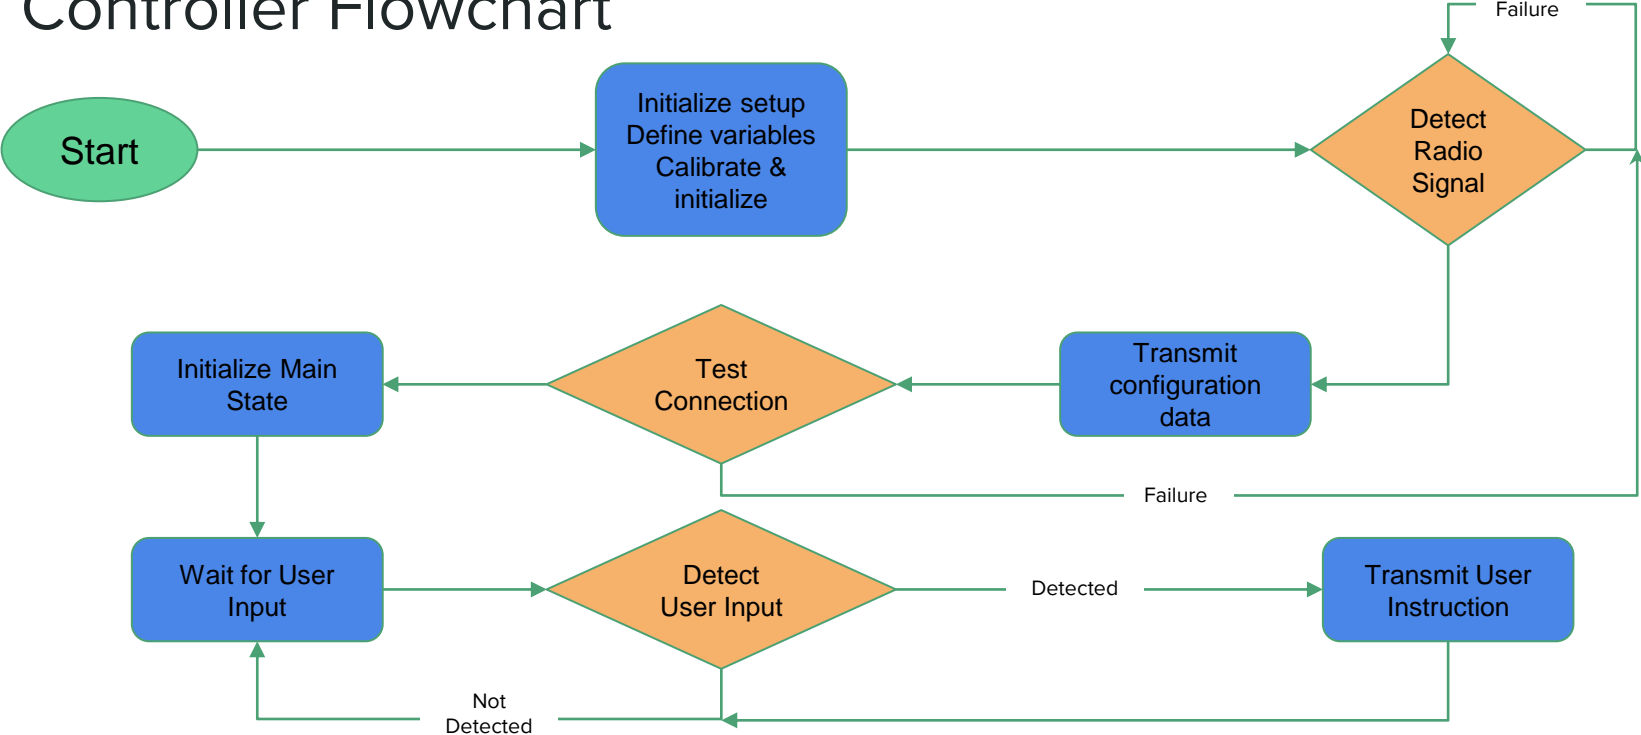 Controller Flowchart
Failure
Start
Initialize setup
Define variables
Calibrate &
initialize
Detect
Radio
Signal
Initialize Main
State
Test
Connection
Transmit
configuration
data
Failure
Wait for User
Input
Detect
User Input
Detected
Transmit User
Instruction
Not
Detected